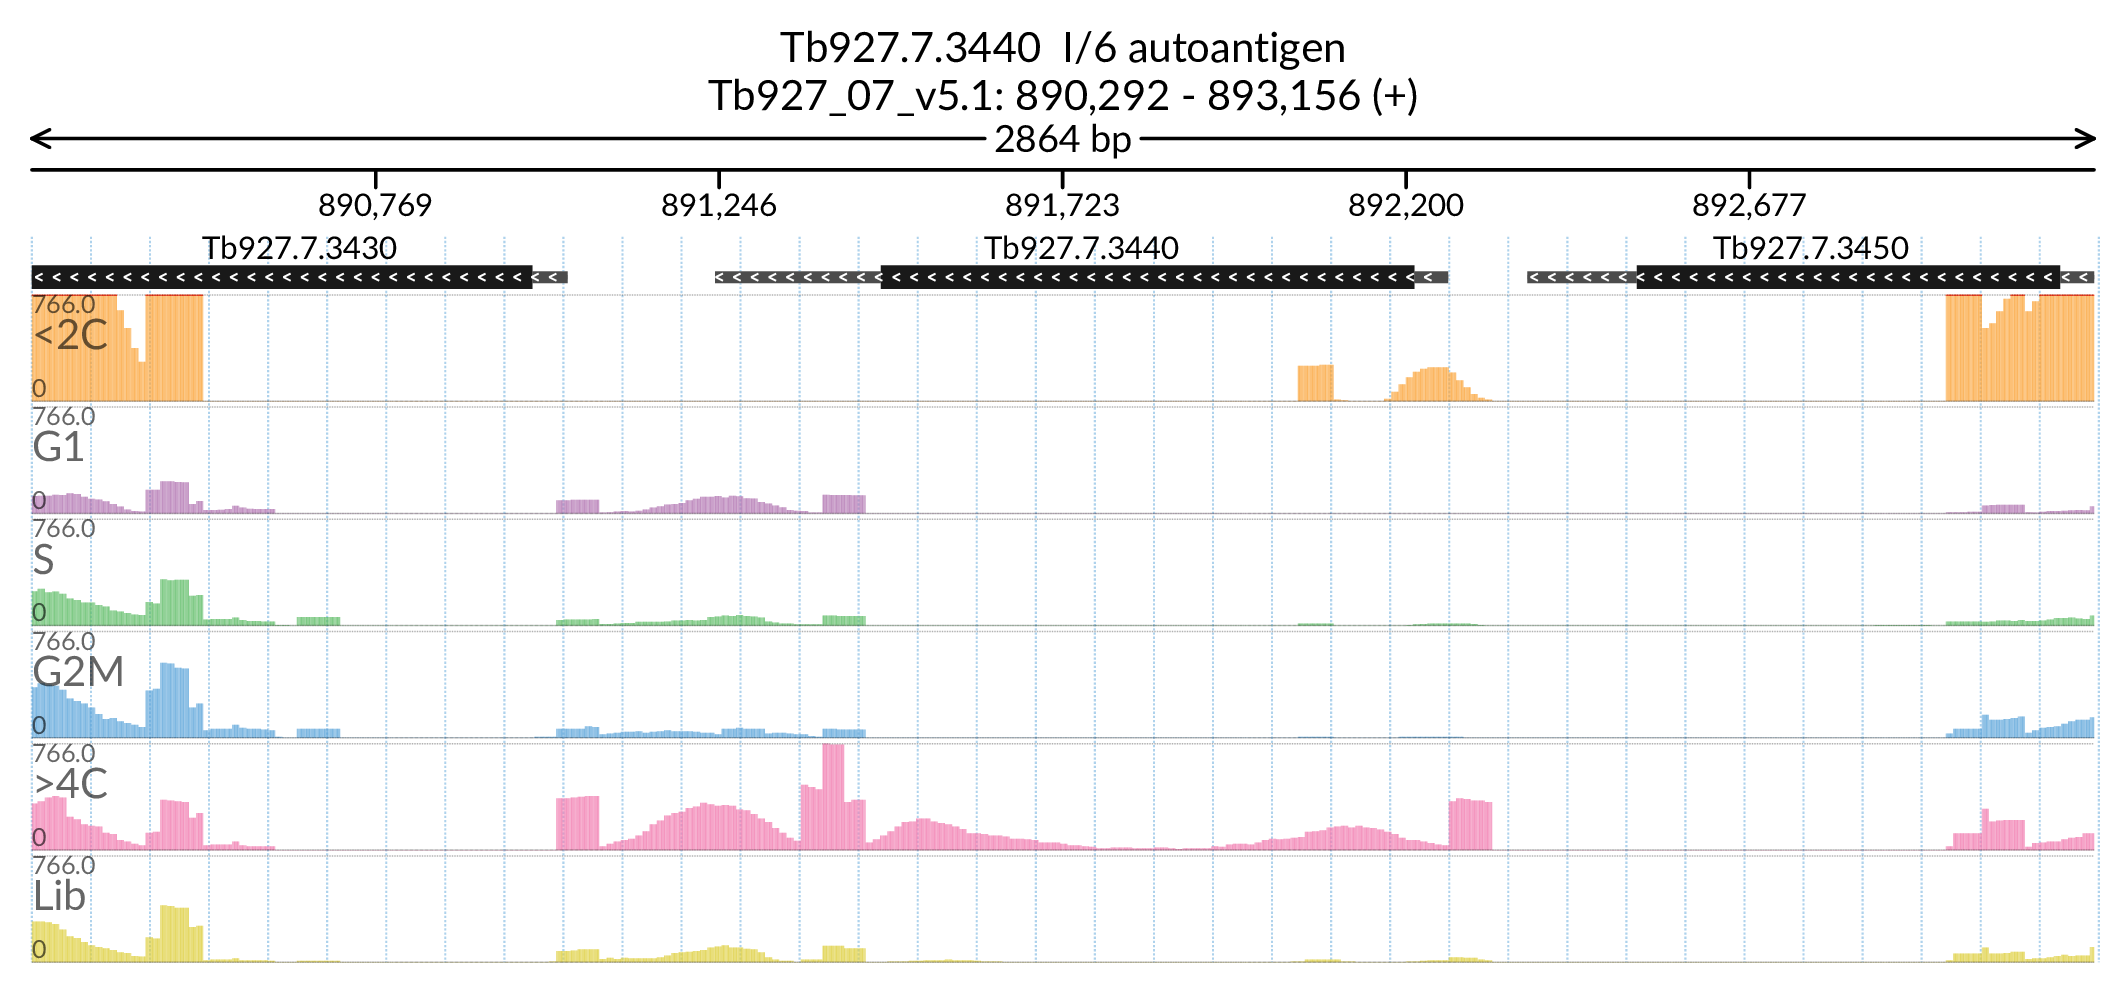 Tb927.7.3440  I/6 autoantigen
Tb927_07_v5.1: 890,292 - 893,156 (+)
2864 bp
890,769 891,246 891,723 892,200 892,677
Tb927.7.3430 Tb927.7.3440 Tb927.7.3450
766.0
<2C
0
766.0
G1
0
766.0
S
0
766.0
G2M
0
766.0
>4C
0
766.0
Lib
0